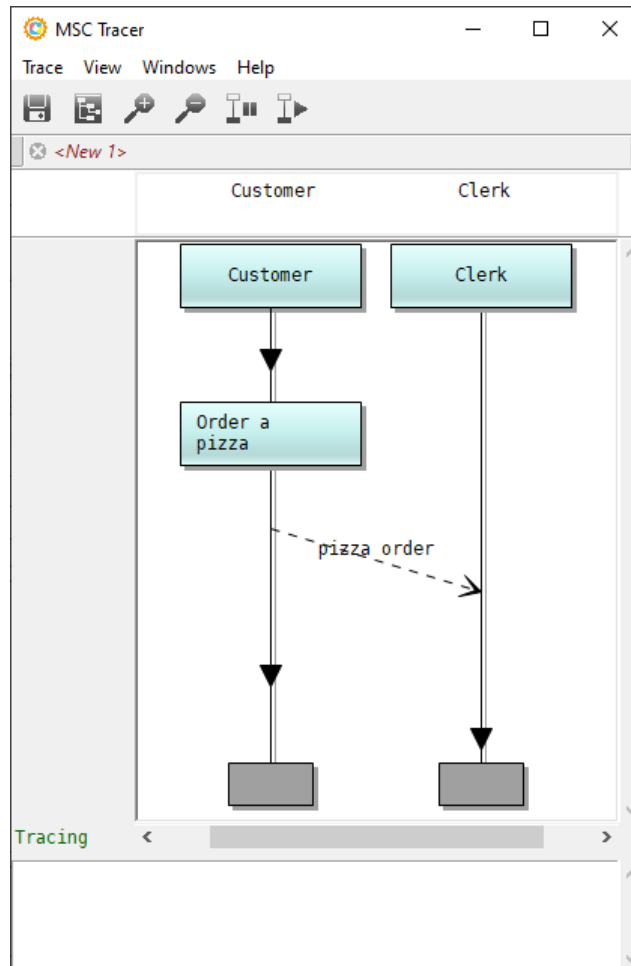 MSC Tracer
Trace View Windows Help
<New 1>
Customer Clerk
Customer Clerk
Order a
pizza
pizza order
Tracing